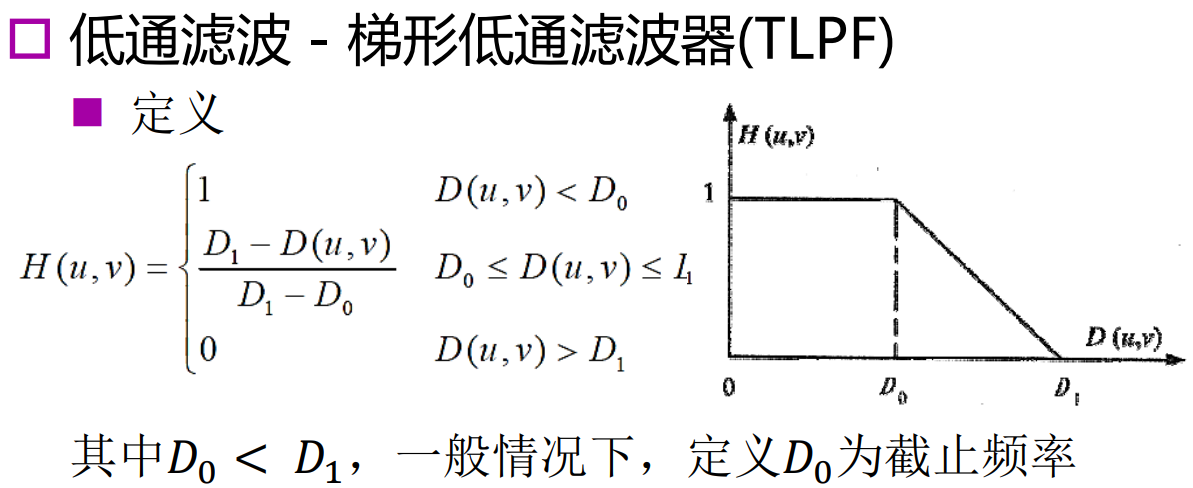 低通滤波 - 梯形低通滤波器(TLPF)
定义
H(u,v) = { 1 D(u,v) < D₀
(D₁ − D(u,v)) / (D₁ − D₀) D₀ ≤ D(u,v) ≤ I₁
0 D(u,v) > D₁
H(u,v)
1
D(u,v)
0 D₀ D₁
其中D₀ < D₁，一般情况下，定义D₀为截止频率